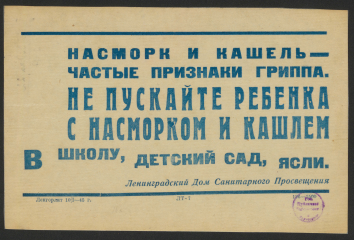 НАСМОРК И КАШЕЛЬ—
ЧАСТЫЕ ПРИЗНАКИ ГРИППА.
НЕ ПУСКАЙТЕ РЕБЕНКА
С НАСМОРКОМ И КАШЛЕМ
В ШКОЛУ, ДЕТСКИЙ САД, ЯСЛИ.
Ленинградский Дом Санитарного Просвещения